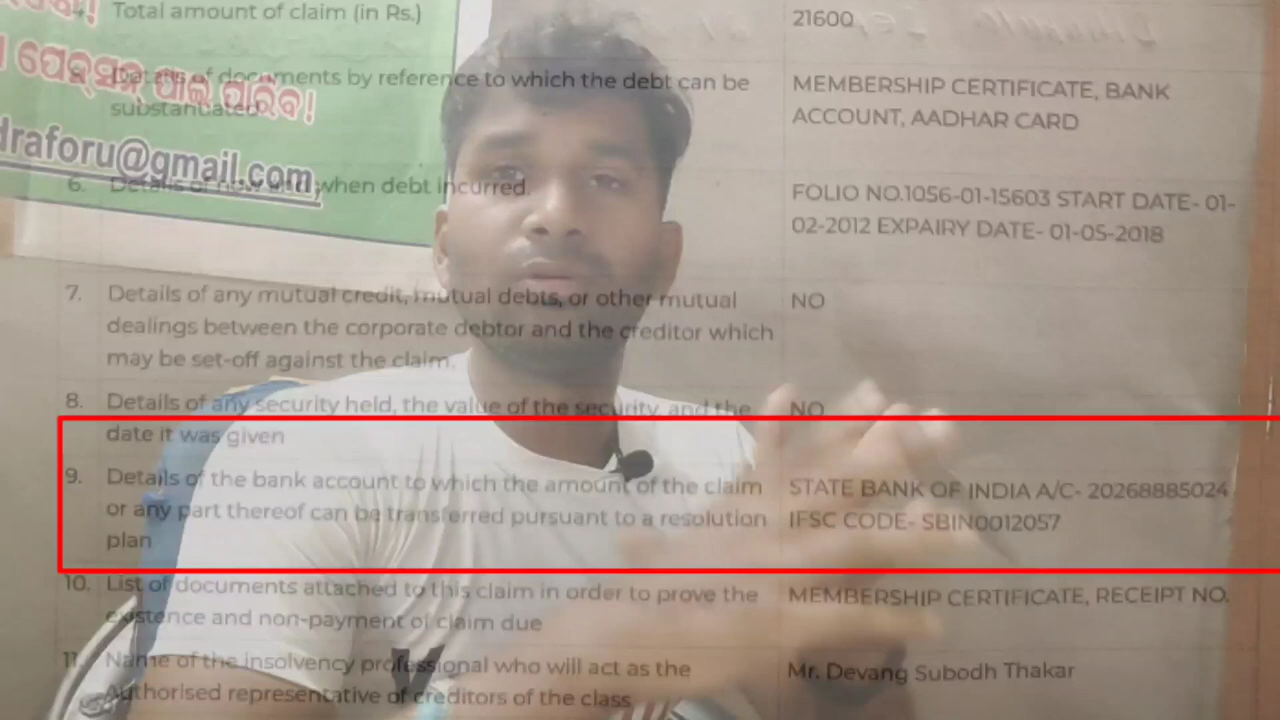 ପେନ୍‌ସନ୍ ପାଇ ପାରିବ!
draforu@gmail.com
Total amount of claim (in Rs.)
21600
Details of documents by reference to which the debt can be
substantiated
MEMBERSHIP CERTIFICATE, BANK
ACCOUNT, AADHAR CARD
6. Details of how and when debt incurred
FOLIO NO.1056-01-15603 START DATE- 01-
02-2012 EXPAIRY DATE- 01-05-2018
7. Details of any mutual credit, mutual debts, or other mutual
dealings between the corporate debtor and the creditor which
may be set-off against the claim.
NO
8. Details of any security held, the value of the security, and the
date it was given
NO
9. Details of the bank account to which the amount of the claim
or any part thereof can be transferred pursuant to a resolution
plan
STATE BANK OF INDIA A/C- 20268885024
IFSC CODE- SBIN0012057
10. List of documents attached to this claim in order to prove the
existence and non-payment of claim due
MEMBERSHIP CERTIFICATE, RECEIPT NO.
11. Name of the insolvency professional who will act as the
Authorised representative of creditors of the class
Mr. Devang Subodh Thakar